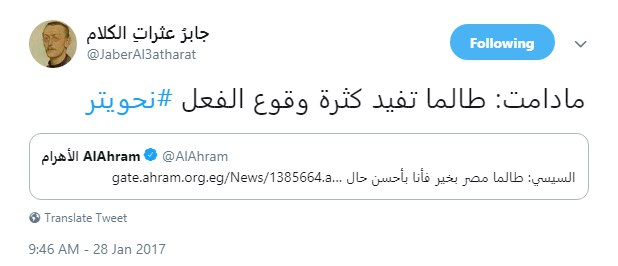 جابرُ عثراتِ الكلام
@JaberAl3atharat
Following
مادامت: طالما تفيد كثرة وقوع الفعل #نحويتر
AlAhram الأهرام @AlAhram
السيسي: طالما مصر بخير فأنا بأحسن حال ...gate.ahram.org.eg/News/1385664.a
Translate Tweet
9:46 AM - 28 Jan 2017